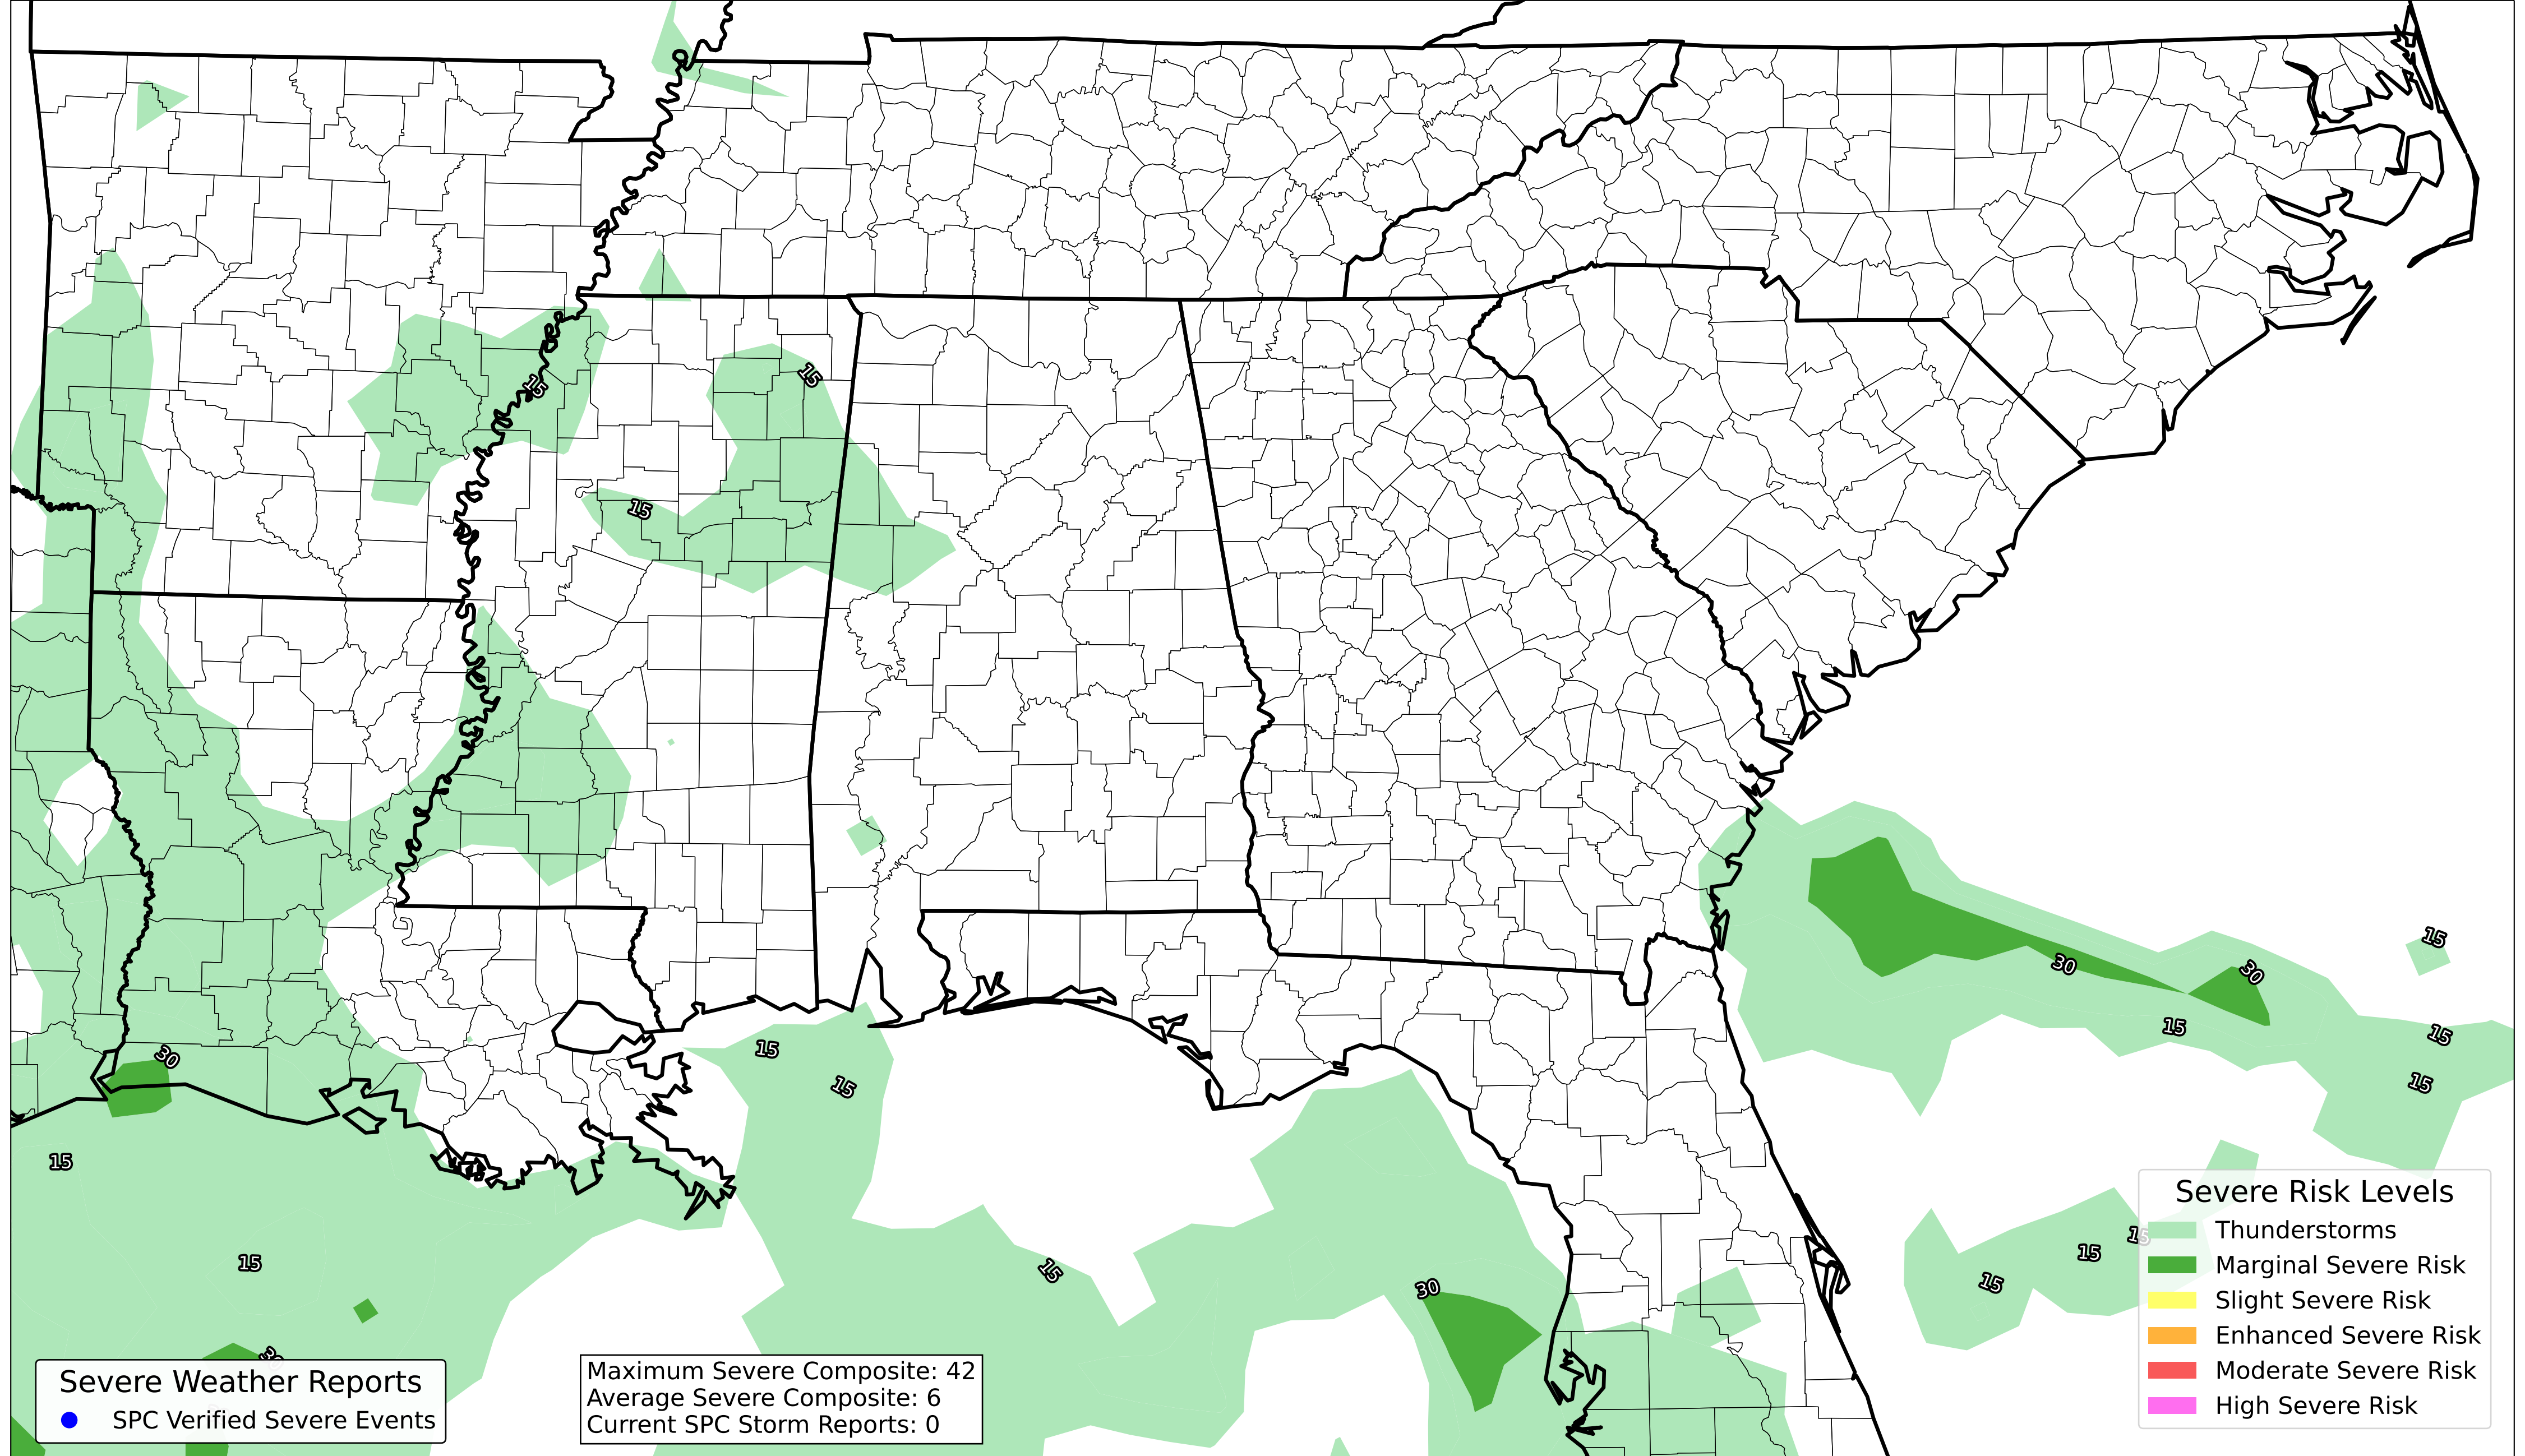 15
15
15
15
30
15
30
30
15
15
15
15
15
15
15
15
15
15
30
30
Severe Risk Levels
Thunderstorms
Marginal Severe Risk
Slight Severe Risk
Enhanced Severe Risk
Moderate Severe Risk
High Severe Risk
Severe Weather Reports
SPC Verified Severe Events
Maximum Severe Composite: 42
Average Severe Composite: 6
Current SPC Storm Reports: 0